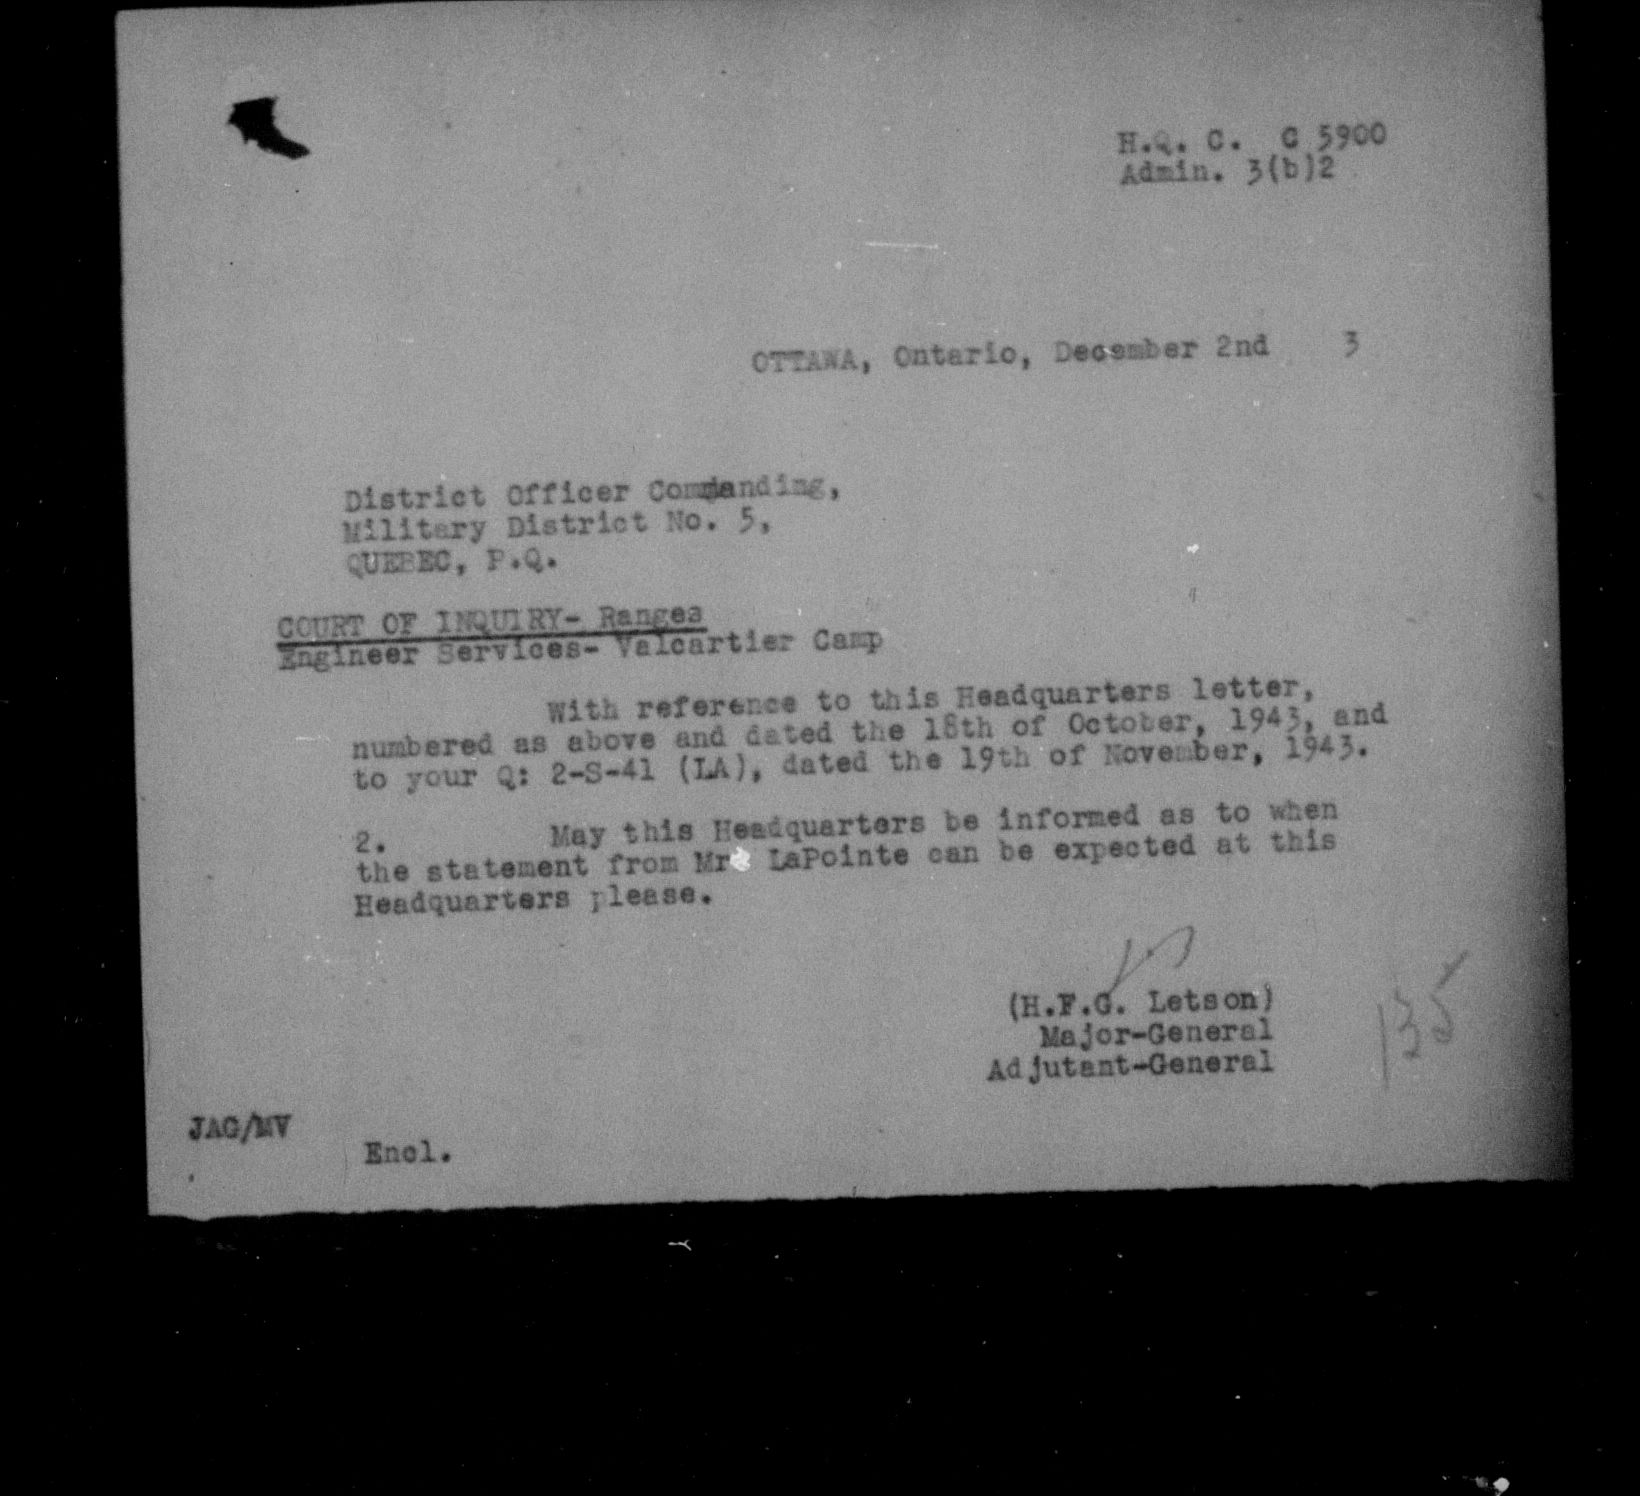 H.Q. C. C 5900
Admin. 3(b)2
OTTAWA, Ontario, December 2nd 3
District Officer Commanding,
Military District No. 5,
QUEBEC, P.Q.
COURT OF INQUIRY- Ranges
Engineer Services- Valcartier Camp
With reference to this Headquarters letter,
numbered as above and dated the 18th of October, 1943, and
to your Q: 2-S-41 (LA), dated the 19th of November, 1943.
2. May this Headquarters be informed as to when
the statement from Mr LaPointe can be expected at this
Headquarters please.
(H.F.G. Letson)
Major-General
Adjutant-General
135
JAG/MV
Encl.